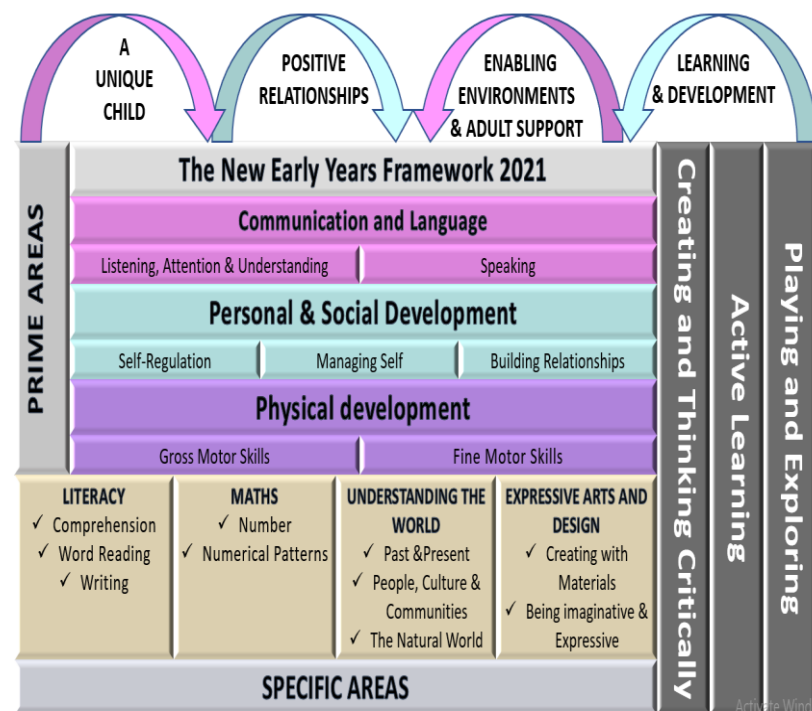 A
UNIQUE
CHILD
POSITIVE
RELATIONSHIPS
ENABLING
ENVIRONMENTS
& ADULT SUPPORT
LEARNING
& DEVELOPMENT
PRIME AREAS
The New Early Years Framework 2021
Communication and Language
Listening, Attention & Understanding
Speaking
Personal & Social Development
Self-Regulation
Managing Self
Building Relationships
Physical development
Gross Motor Skills
Fine Motor Skills
LITERACY
✓ Comprehension
✓ Word Reading
✓ Writing
MATHS
✓ Number
✓ Numerical Patterns
UNDERSTANDING THE
WORLD
✓ Past &Present
✓ People, Culture &
Communities
✓ The Natural World
EXPRESSIVE ARTS AND
DESIGN
✓ Creating with
Materials
✓ Being imaginative &
Expressive
SPECIFIC AREAS
Creating and Thinking Critically
Active Learning
Playing and Exploring
Activate Wind